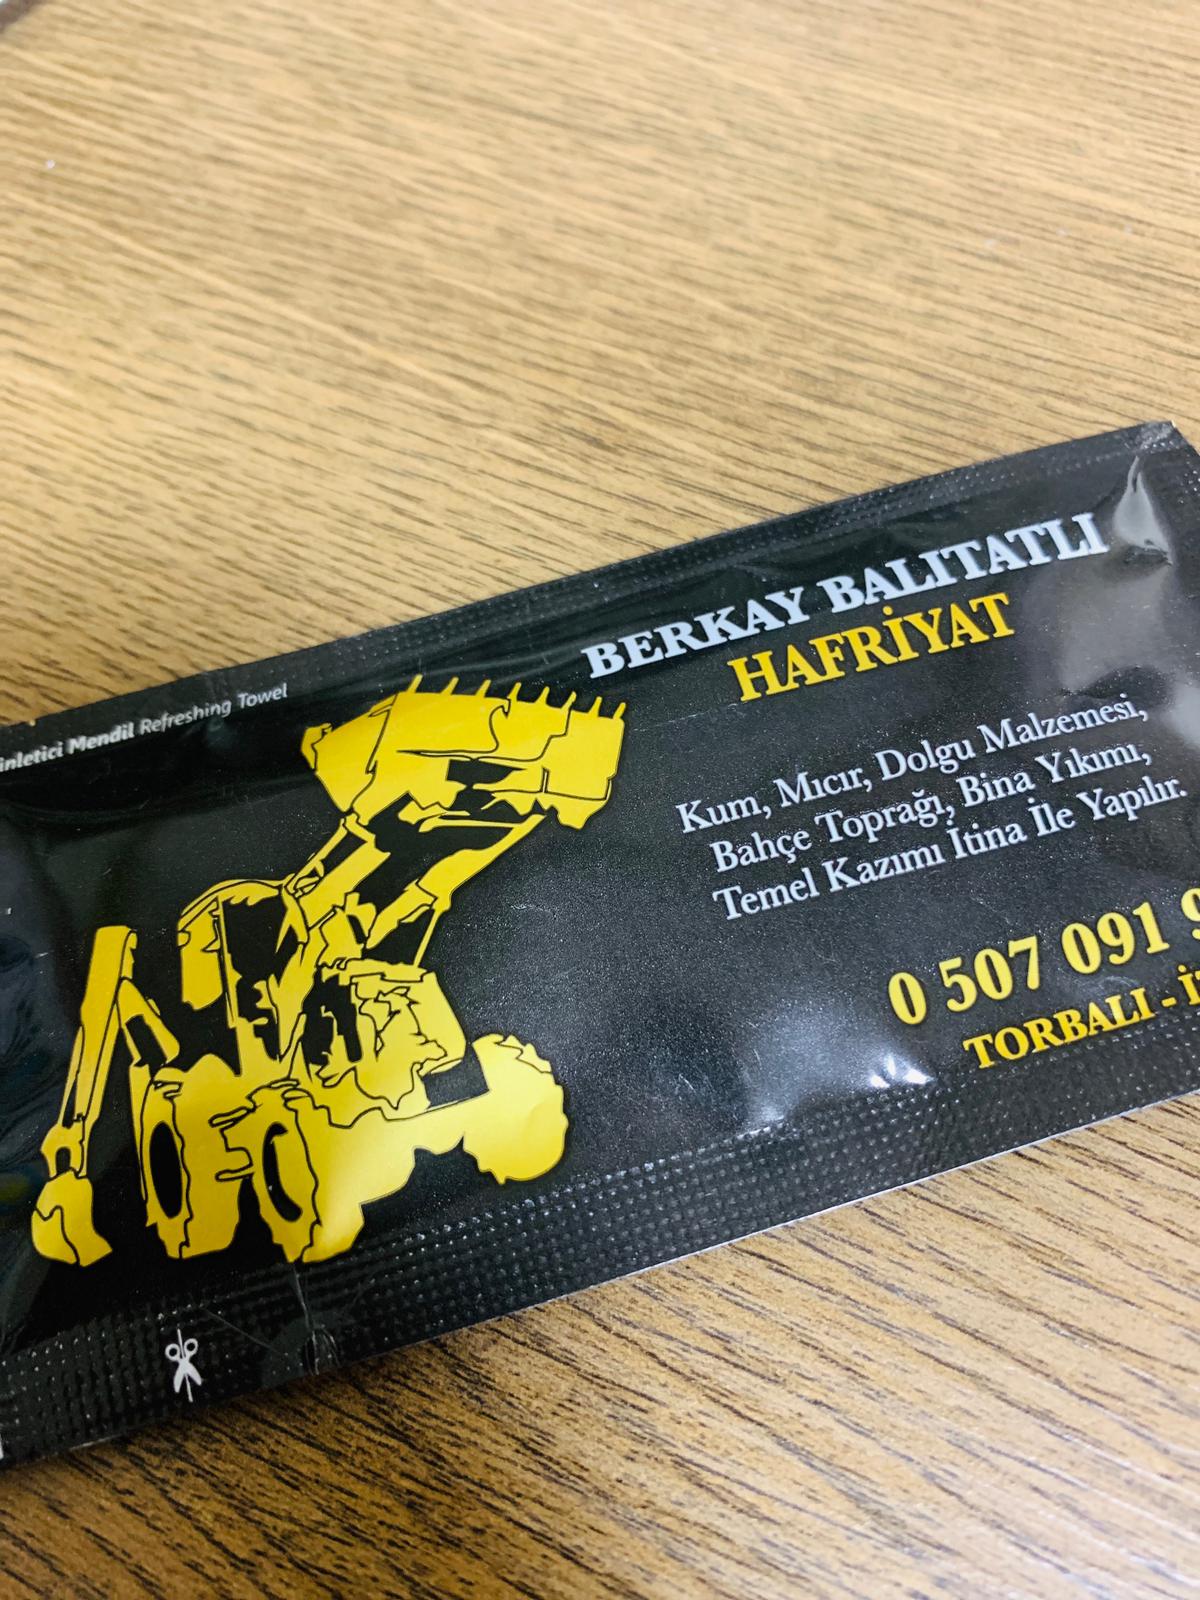 BERKAY BALITATLI
HAFRİYAT
Mendil Refreshing Towel
Kum, Mıcır, Dolgu Malzemesi,
Bahçe Toprağı, Bina Yıkımı,
Temel Kazımı İtina İle Yapılır.
0 507 091
TORBALI -